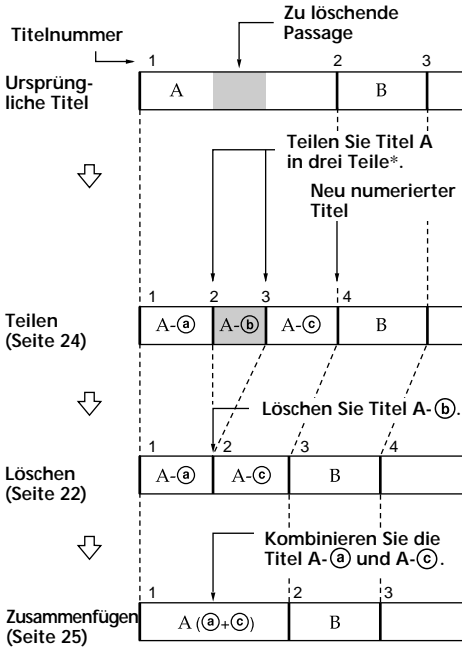 Zu löschende
Passage
Titelnummer
1 2 3
Ursprüng-
liche Titel
A B
Teilen Sie Titel A
in drei Teile*.
Neu numerierter
Titel
1 2 3 4
Teilen
(Seite 24)
A-ⓐ A-ⓑ A-ⓒ B
Löschen Sie Titel A-ⓑ.
1 2 3 4
Löschen
(Seite 22)
A-ⓐ A-ⓒ B
Kombinieren Sie die
Titel A-ⓐ und A-ⓒ.
1 2 3
Zusammenfügen
(Seite 25)
A (ⓐ+ⓒ) B